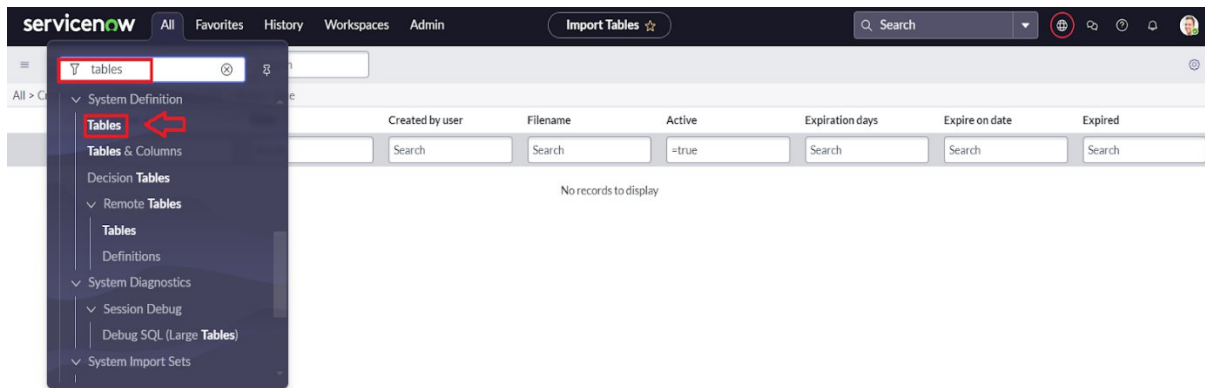 servicenow All Favorites History Workspaces Admin Import Tables Search
tables
All > C
System Definition
Created by user Filename Active Expiration days Expire on date Expired
Tables
Search Search =true Search Search Search
Tables & Columns
Decision Tables
No records to display
Remote Tables
Tables
Definitions
System Diagnostics
Session Debug
Debug SQL (Large Tables)
System Import Sets